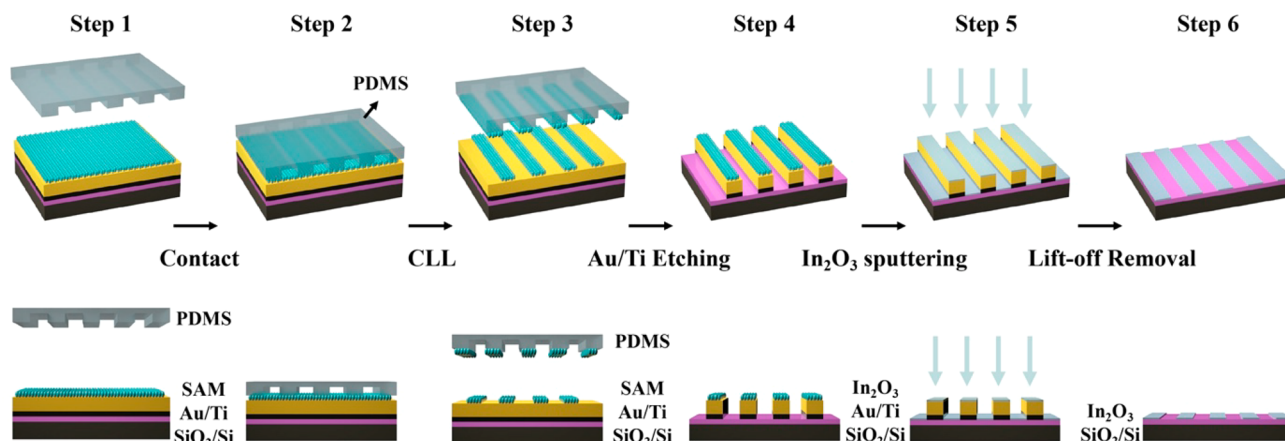 Step 1
Step 2
Step 3
Step 4
Step 5
Step 6
PDMS
Contact
CLL
Au/Ti Etching
In₂O₃ sputtering
Lift-off Removal
PDMS
SAM
Au/Ti
SiO₂/Si
PDMS
SAM
Au/Ti
SiO₂/Si
In₂O₃
Au/Ti
SiO₂/Si
In₂O₃
SiO₂/Si